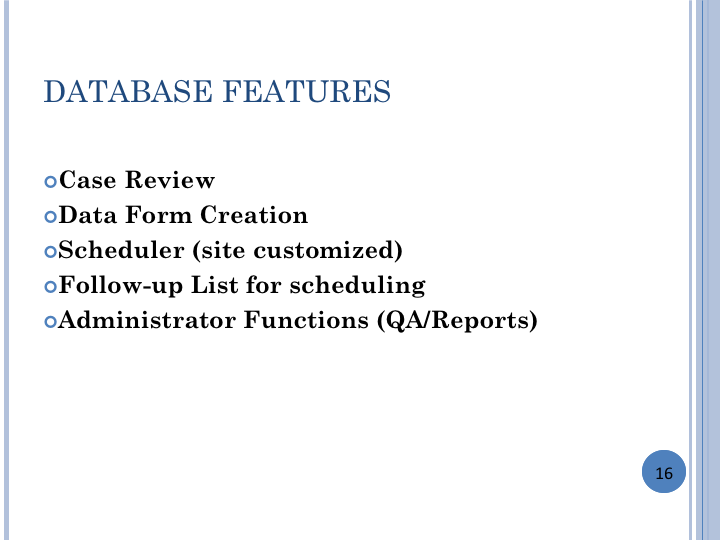 DATABASE FEATURES
Case Review
Data Form Creation
Scheduler (site customized)
Follow-up List for scheduling
Administrator Functions (QA/Reports)
16